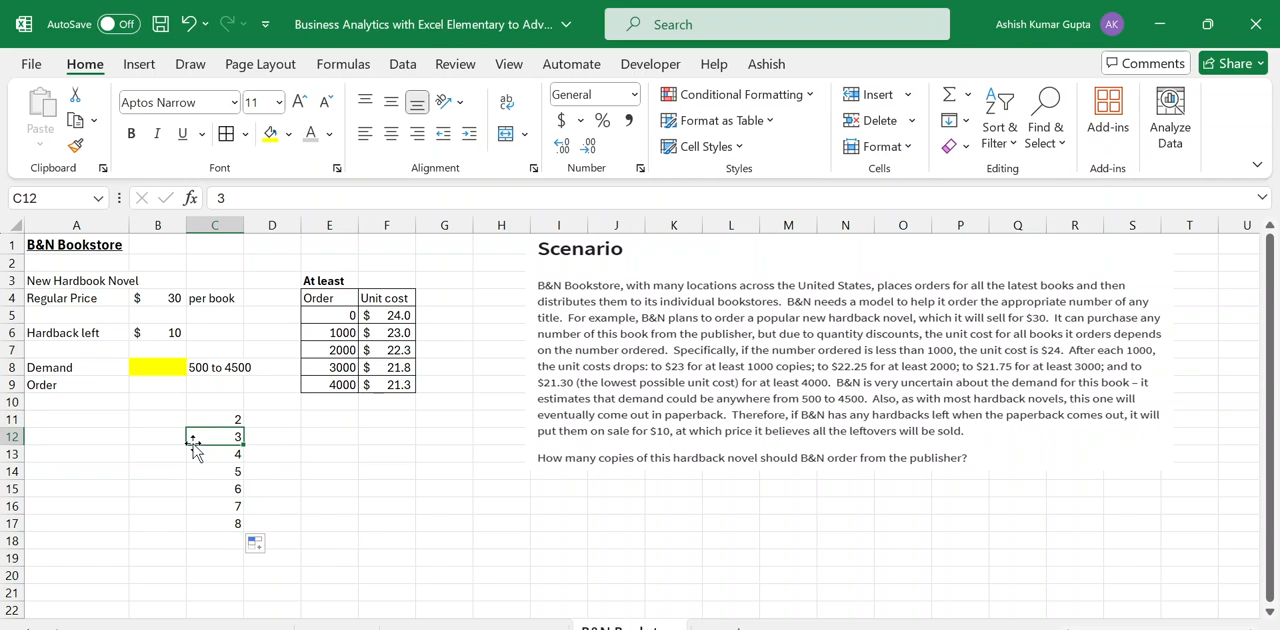 AutoSave Off Business Analytics with Excel Elementary to Adv... Search Ashish Kumar Gupta AK
File Home Insert Draw Page Layout Formulas Data Review View Automate Developer Help Ashish Comments Share
Paste Aptos Narrow 11 A^ Aˇ ab General Conditional Formatting Insert Σ Sort & Filter Find & Select Add-ins Analyze Data
B I U A $ % 9 Format as Table Delete
Cell Styles Format
Clipboard Font Alignment Number Styles Cells Editing Add-ins
C12 fx 3
A B C D E F G H I J K L M N O P Q R S T U
1 B&N Bookstore
2
3 New Hardbook Novel At least
4 Regular Price $ 30 per book Order Unit cost
5 0 $ 24.0
6 Hardback left $ 10 1000 $ 23.0
7 2000 $ 22.3
8 Demand 500 to 4500 3000 $ 21.8
9 Order 4000 $ 21.3
10
11 2
12 3
13 4
14 5
15 6
16 7
17 8
18
19
20
21
22
Scenario
B&N Bookstore, with many locations across the United States, places orders for all the latest books and then
distributes them to its individual bookstores. B&N needs a model to help it order the appropriate number of any
title. For example, B&N plans to order a popular new hardback novel, which it will sell for $30. It can purchase any
number of this book from the publisher, but due to quantity discounts, the unit cost for all books it orders depends
on the number ordered. Specifically, if the number ordered is less than 1000, the unit cost is $24. After each 1000,
the unit costs drops: to $23 for at least 1000 copies; to $22.25 for at least 2000; to $21.75 for at least 3000; and to
$21.30 (the lowest possible unit cost) for at least 4000. B&N is very uncertain about the demand for this book – it
estimates that demand could be anywhere from 500 to 4500. Also, as with most hardback novels, this one will
eventually come out in paperback. Therefore, if B&N has any hardbacks left when the paperback comes out, it will
put them on sale for $10, at which price it believes all the leftovers will be sold.
How many copies of this hardback novel should B&N order from the publisher?